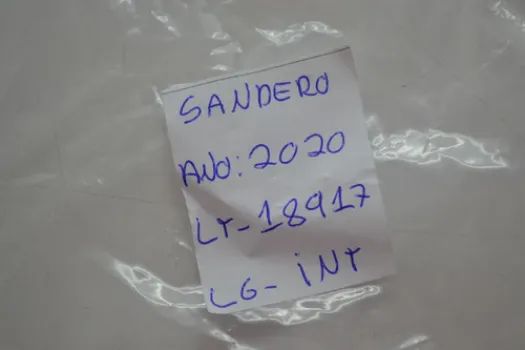 SANDERO
ANO: 2020
LT-18917
LG- INT